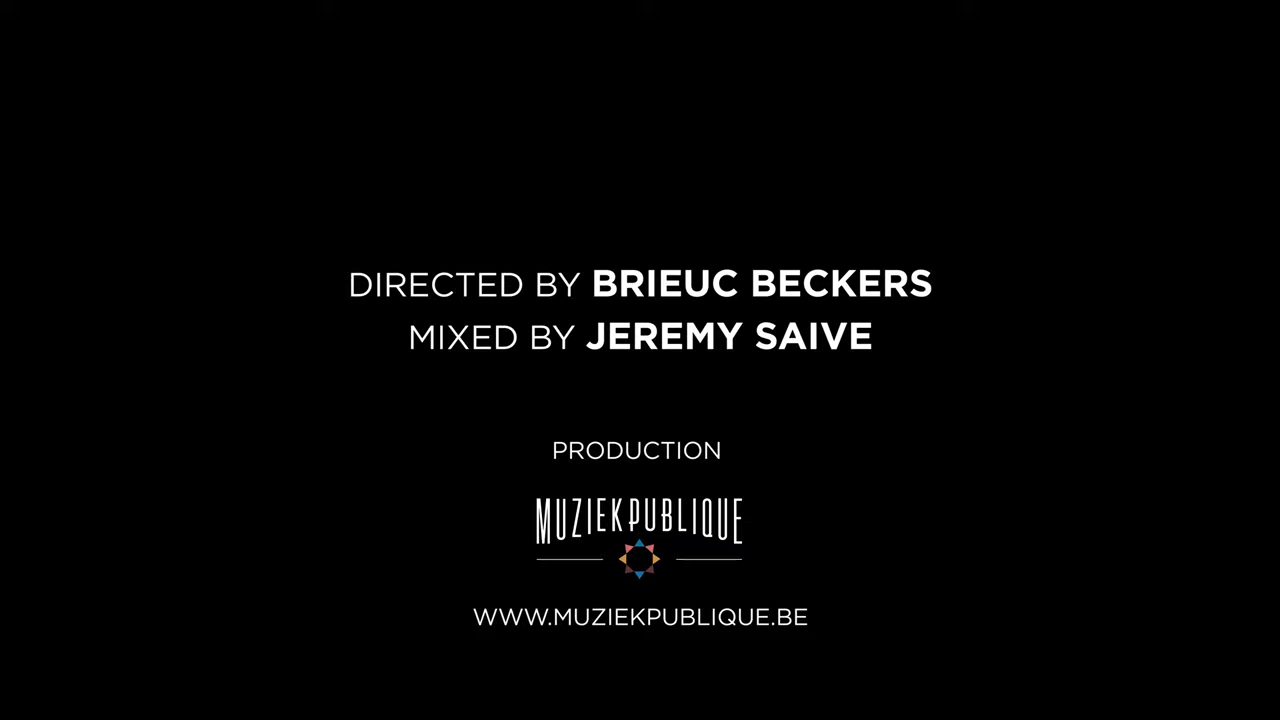 DIRECTED BY BRIEUC BECKERS
MIXED BY JEREMY SAIVE
PRODUCTION
MUZIEKPUBLIQUE
WWW.MUZIEKPUBLIQUE.BE